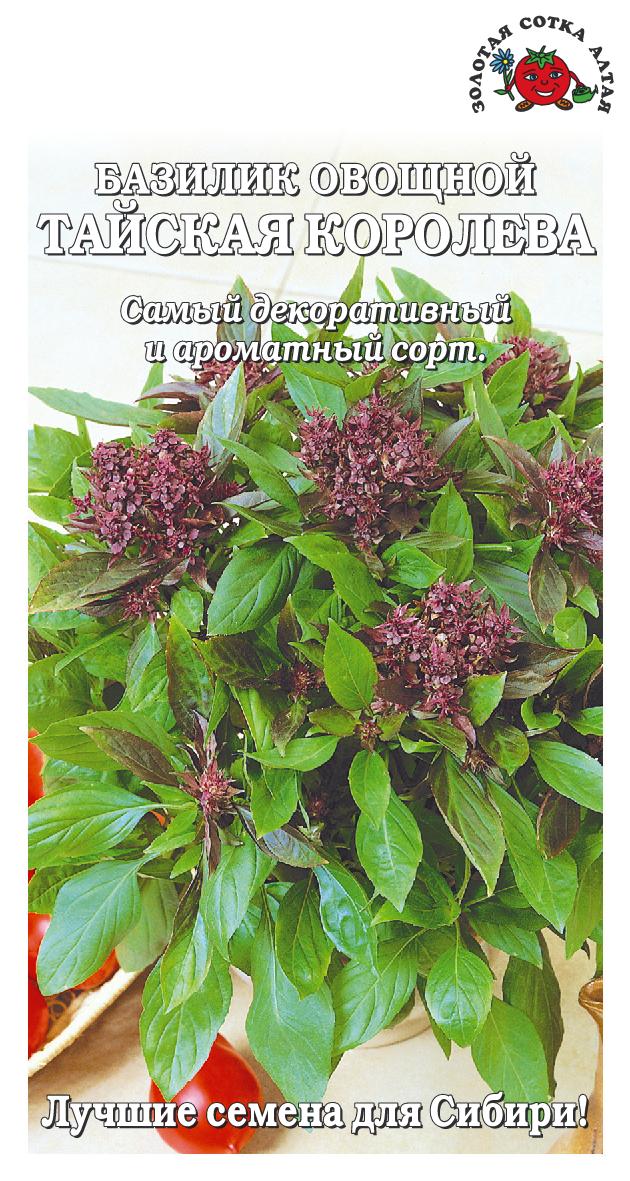 ЗОЛОТАЯ СОТКА АЛТАЯ
БАЗИЛИК ОВОЩНОЙ
ТАЙСКАЯ КОРОЛЕВА
Самый декоративный
и ароматный сорт.
Лучшие семена для Сибири!